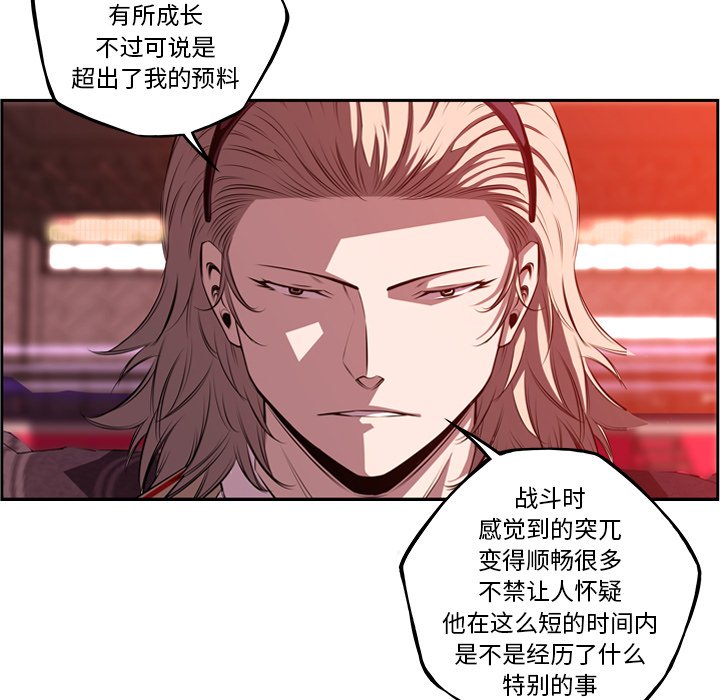 有所成长
不过可说是
超出了我的预料
战斗时
感觉到的突兀
变得顺畅很多
不禁让人怀疑
他在这么短的时间内
是不是经历了什么
特别的事